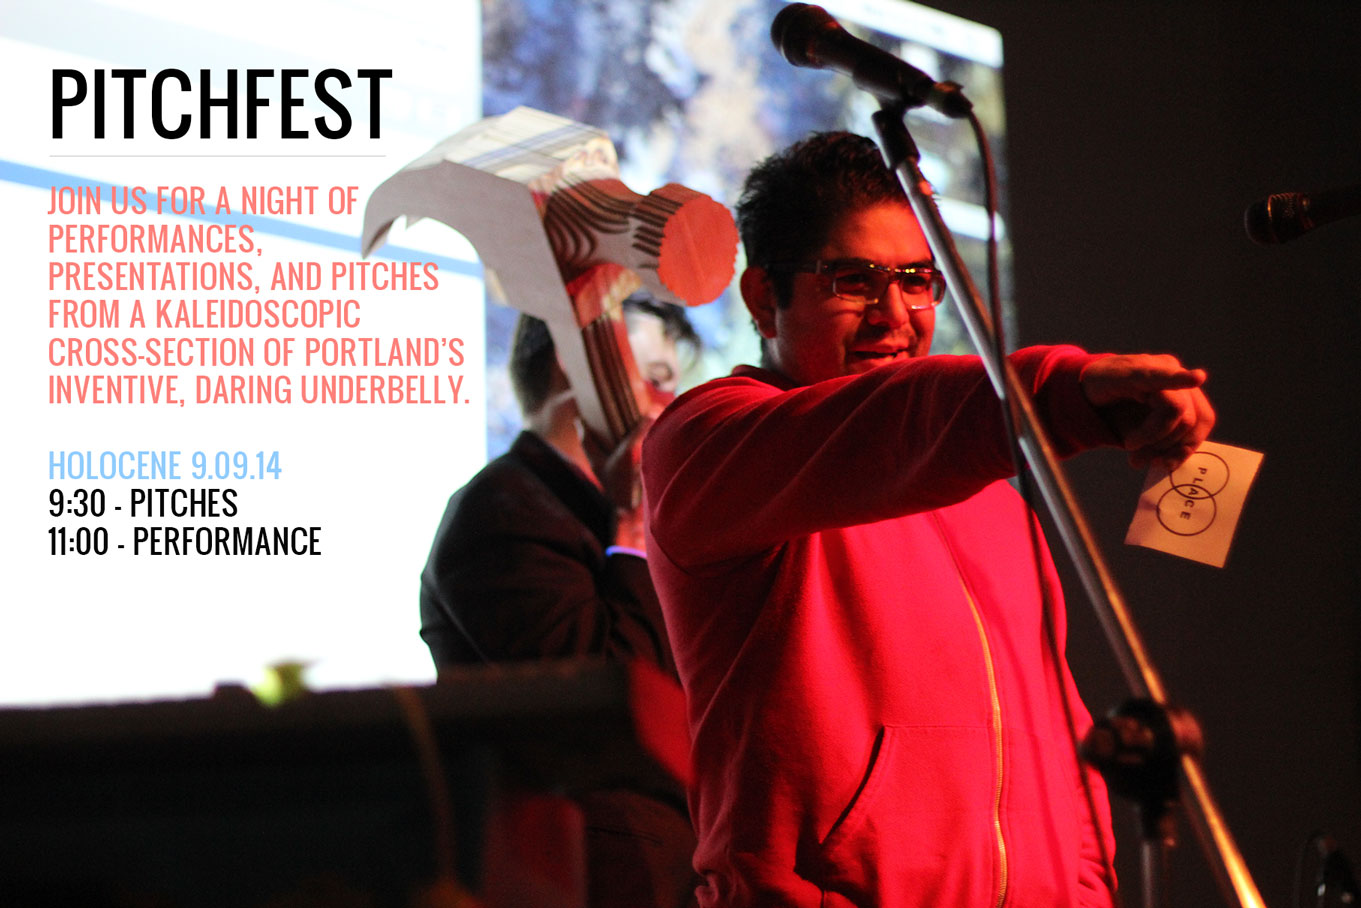 PITCHFEST
JOIN US FOR A NIGHT OF
PERFORMANCES,
PRESENTATIONS, AND PITCHES
FROM A KALEIDOSCOPIC
CROSS-SECTION OF PORTLAND’S
INVENTIVE, DARING UNDERBELLY.
HOLOCENE 9.09.14
9:30 - PITCHES
11:00 - PERFORMANCE
PLACE